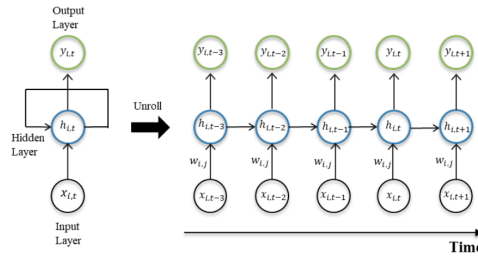 Output
Layer
y_{i,t}
h_{i,t}
Hidden
Layer
x_{i,t}
Input
Layer
Unroll
y_{i,t−3} y_{i,t−2} y_{i,t−1} y_{i,t} y_{i,t+1}
h_{i,t−3} h_{i,t−2} h_{i,t−1} h_{i,t} h_{i,t+1}
w_{i,j} w_{i,j} w_{i,j} w_{i,j} w_{i,j}
x_{i,t−3} x_{i,t−2} x_{i,t−1} x_{i,t} x_{i,t+1}
Time